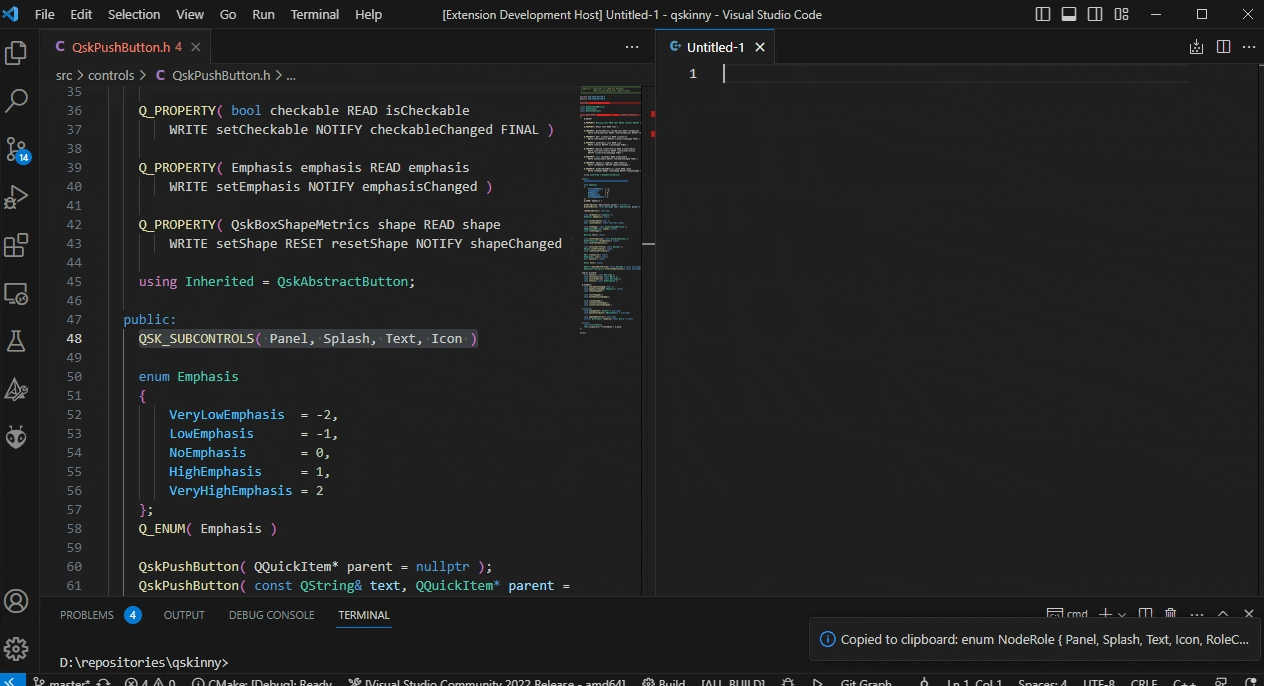 File Edit Selection View Go Run Terminal Help [Extension Development Host] Untitled-1 - qskinny - Visual Studio Code
QskPushButton.h 4
Untitled-1
src > controls > C QskPushButton.h > ...
35
36 Q_PROPERTY( bool checkable READ isCheckable
37 WRITE setCheckable NOTIFY checkableChanged FINAL )
38
39 Q_PROPERTY( Emphasis emphasis READ emphasis
40 WRITE setEmphasis NOTIFY emphasisChanged )
41
42 Q_PROPERTY( QskBoxShapeMetrics shape READ shape
43 WRITE setShape RESET resetShape NOTIFY shapeChanged
44
45 using Inherited = QskAbstractButton;
46
47 public:
48 QSK_SUBCONTROLS( Panel, Splash, Text, Icon )
49
50 enum Emphasis
51 {
52 VeryLowEmphasis = -2,
53 LowEmphasis = -1,
54 NoEmphasis = 0,
55 HighEmphasis = 1,
56 VeryHighEmphasis = 2
57 };
58 Q_ENUM( Emphasis )
59
60 QskPushButton( QQuickItem* parent = nullptr );
61 QskPushButton( const QString& text, QQuickItem* parent =
1
14
PROBLEMS 4 OUTPUT DEBUG CONSOLE TERMINAL
cmd
D:\repositories\qskinny>
Copied to clipboard: enum NodeRole { Panel, Splash, Text, Icon, RoleC...
master* 4 0 CMake: [Debug]: Ready [Visual Studio Community 2022 Release - amd64] Build [ALL_BUILD] Git Graph Ln 1, Col 1 Spaces: 4 UTF-8 CRLF C++